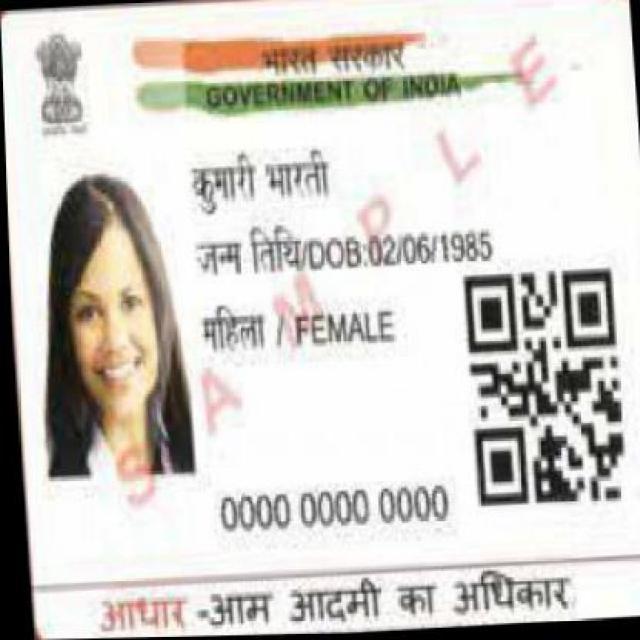 भारत सरकार
GOVERNMENT OF INDIA
कुमारी भारती
जन्म तिथि/DOB:02/06/1985
महिला / FEMALE
SAMPLE
0000 0000 0000
आधार -आम आदमी का अधिकार